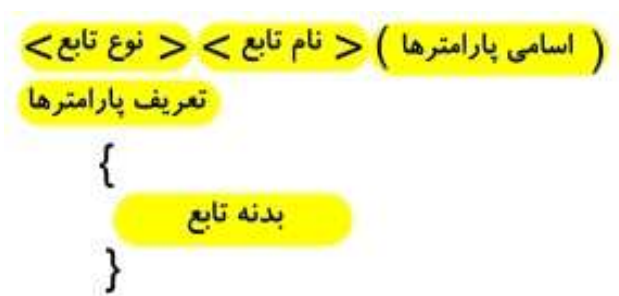 <نوع تابع> <نام تابع> (اسامی پارامترها)
تعریف پارامترها
{
بدنه تابع
}